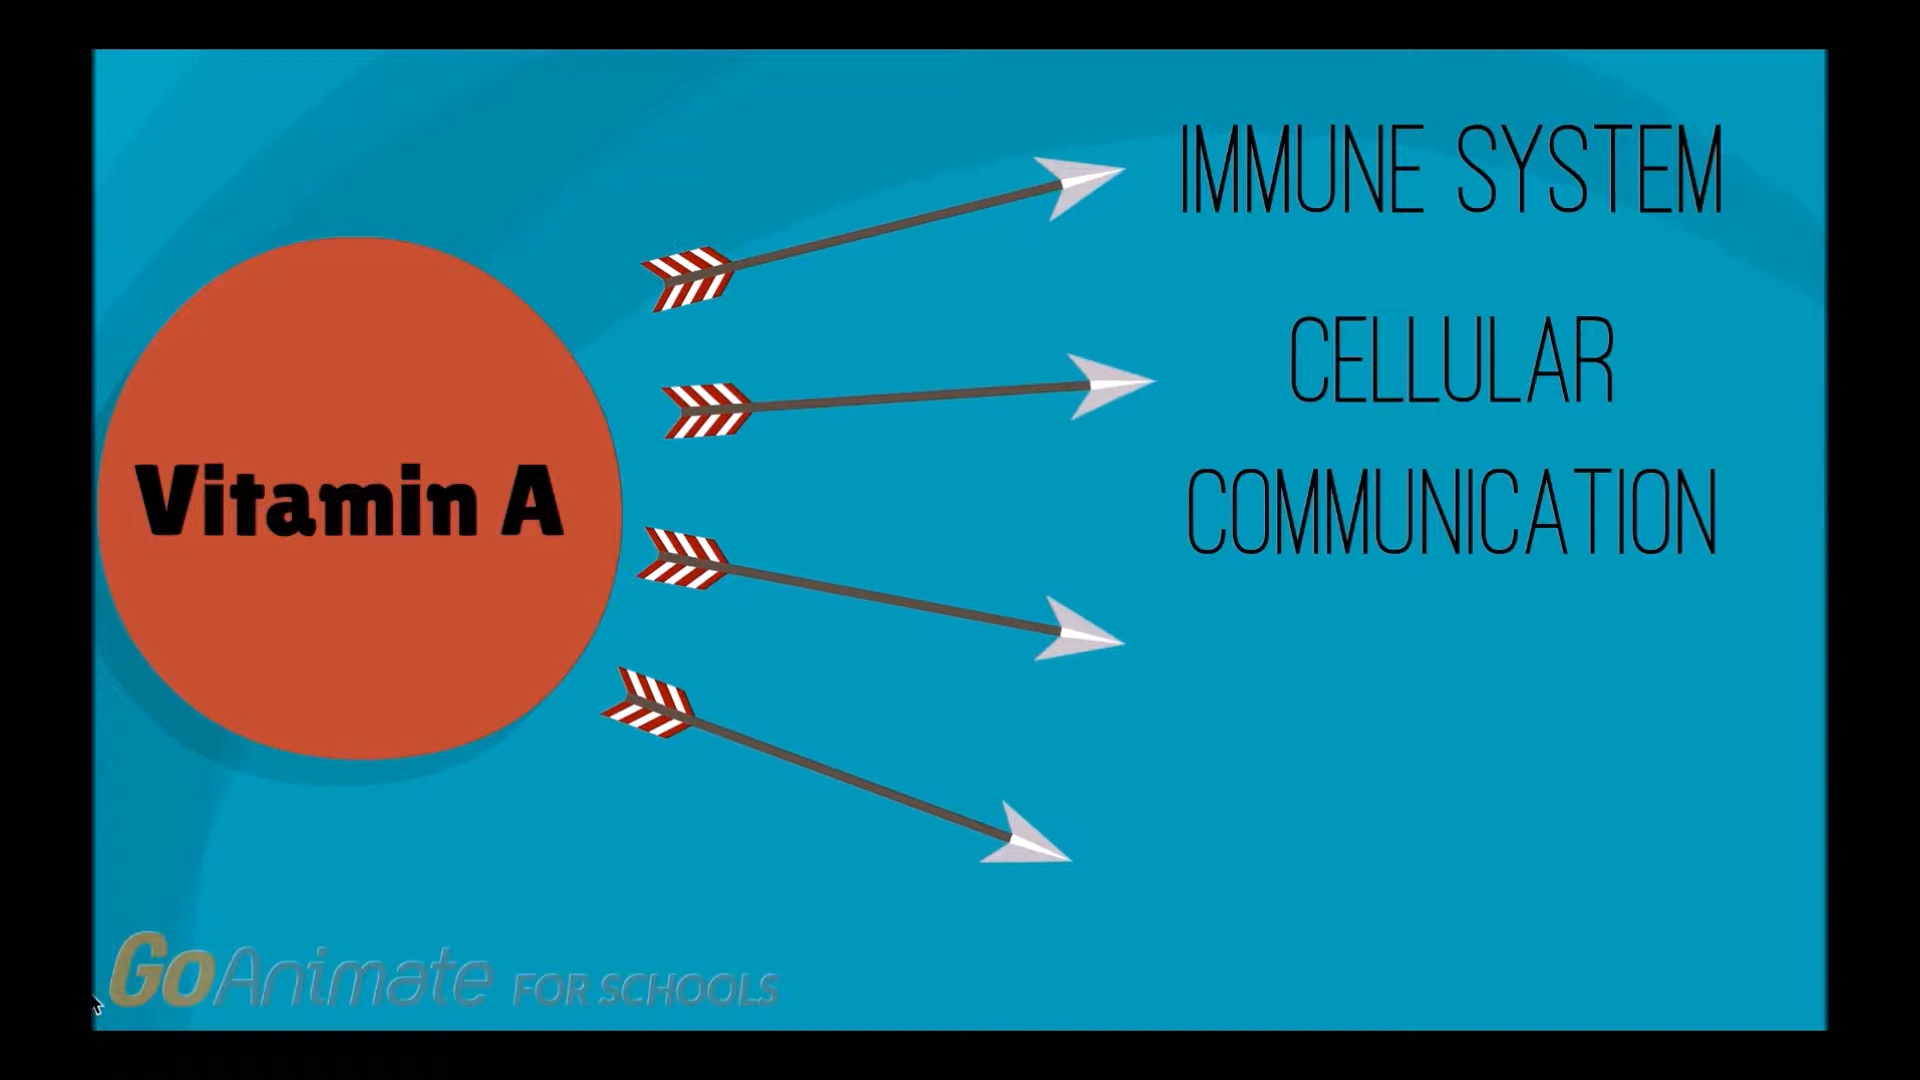 IMMUNE SYSTEM
CELLULAR
COMMUNICATION
Vitamin A
GoAnimate FOR SCHOOLS